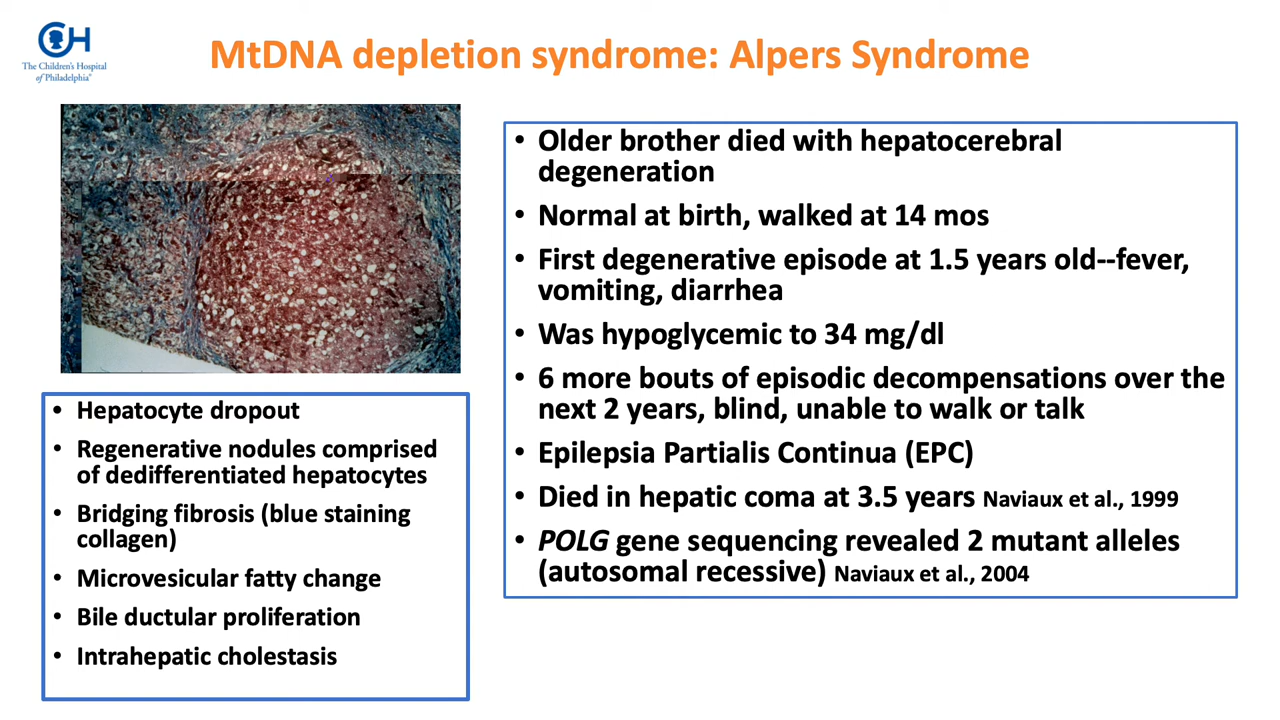 The Children's Hospital
of Philadelphia®
MtDNA depletion syndrome: Alpers Syndrome
• Hepatocyte dropout
• Regenerative nodules comprised
of dedifferentiated hepatocytes
• Bridging fibrosis (blue staining
collagen)
• Microvesicular fatty change
• Bile ductular proliferation
• Intrahepatic cholestasis
• Older brother died with hepatocerebral
degeneration
• Normal at birth, walked at 14 mos
• First degenerative episode at 1.5 years old--fever,
vomiting, diarrhea
• Was hypoglycemic to 34 mg/dl
• 6 more bouts of episodic decompensations over the
next 2 years, blind, unable to walk or talk
• Epilepsia Partialis Continua (EPC)
• Died in hepatic coma at 3.5 years Naviaux et al., 1999
• POLG gene sequencing revealed 2 mutant alleles
(autosomal recessive) Naviaux et al., 2004